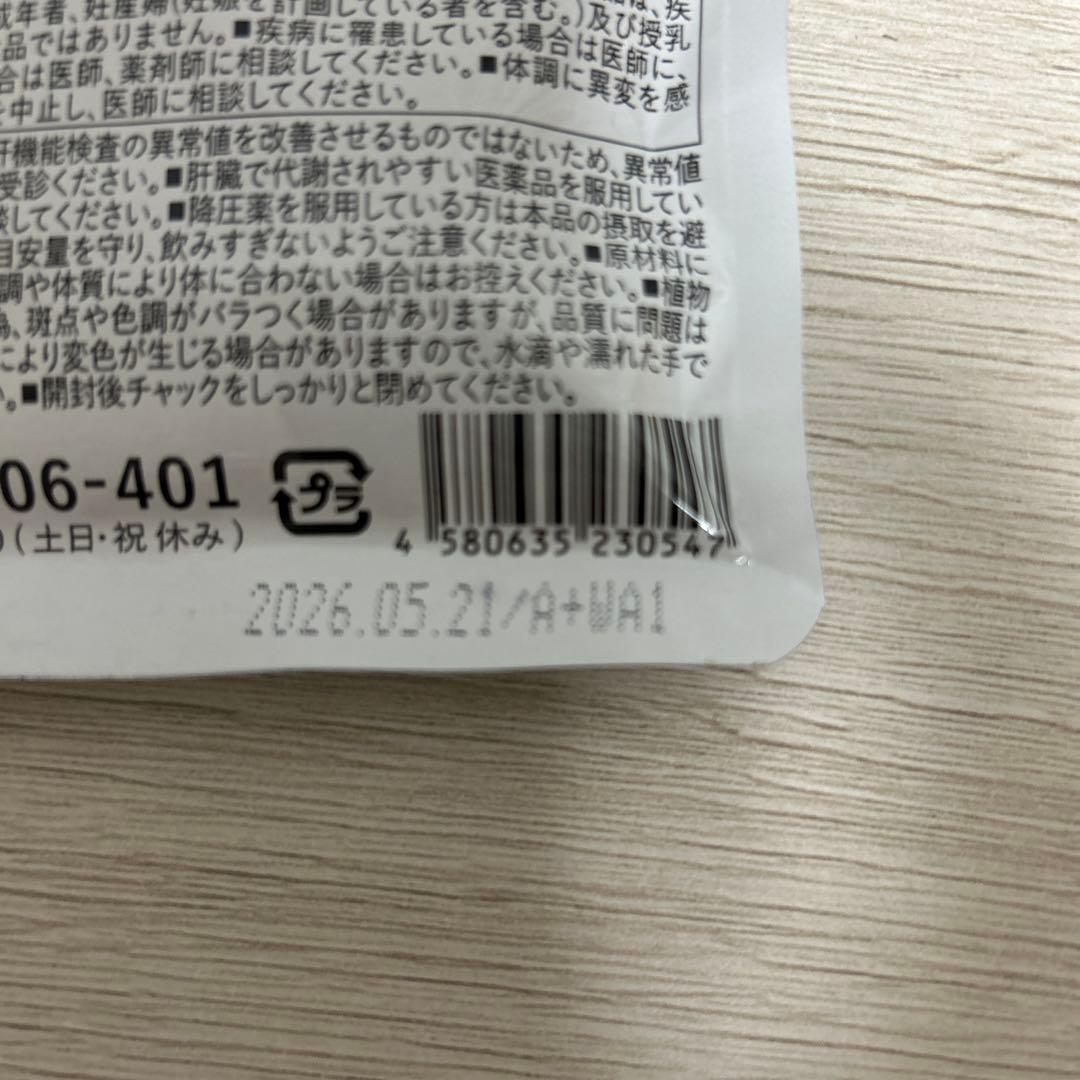 成年者、妊産婦(妊娠を計画している者を含む。)及び授乳
品ではありません。■疾病に罹患している場合は医師に、
合は医師、薬剤師に相談してください。■体調に異変を感
を中止し、医師に相談してください。
肝機能検査の異常値を改善させるものではないため、異常値
受診ください。■肝臓で代謝されやすい医薬品を服用してい
談してください。■降圧薬を服用している方は本品の摂取を避
目安量を守り、飲みすぎないようご注意ください。■原材料に
調や体質により体に合わない場合はお控えください。■植物
為、斑点や色調がバラつく場合がありますが、品質に問題は
により変色が生じる場合がありますので、水滴や濡れた手で
い。■開封後チャックをしっかりと閉めてください。
06-401
プラ
(土日・祝 休み)
4 580635 230547
2026.05.21/A+WA1